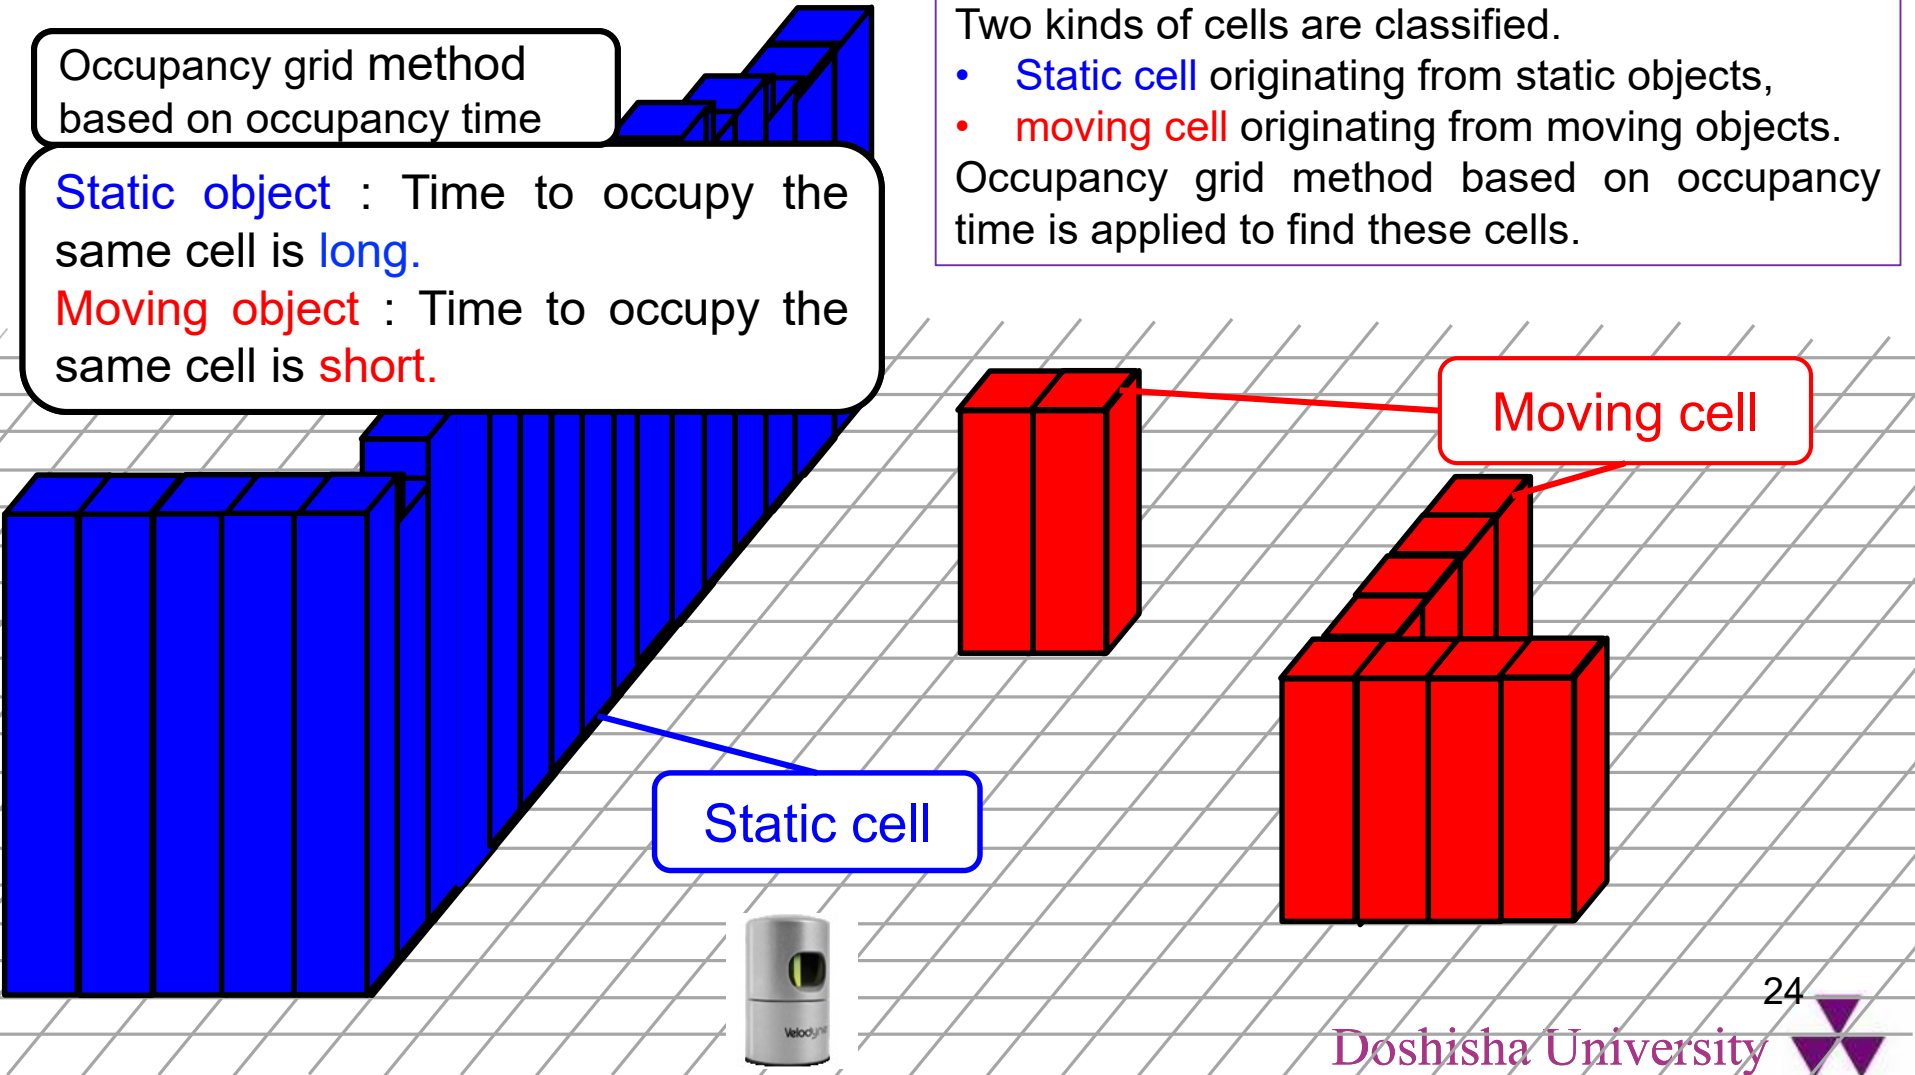 Occupancy grid method
based on occupancy time
Static object : Time to occupy the
same cell is long.
Moving object : Time to occupy the
same cell is short.
Two kinds of cells are classified.
• Static cell originating from static objects,
• moving cell originating from moving objects.
Occupancy grid method based on occupancy
time is applied to find these cells.
Moving cell
Static cell
Velodyne
24
Doshisha University